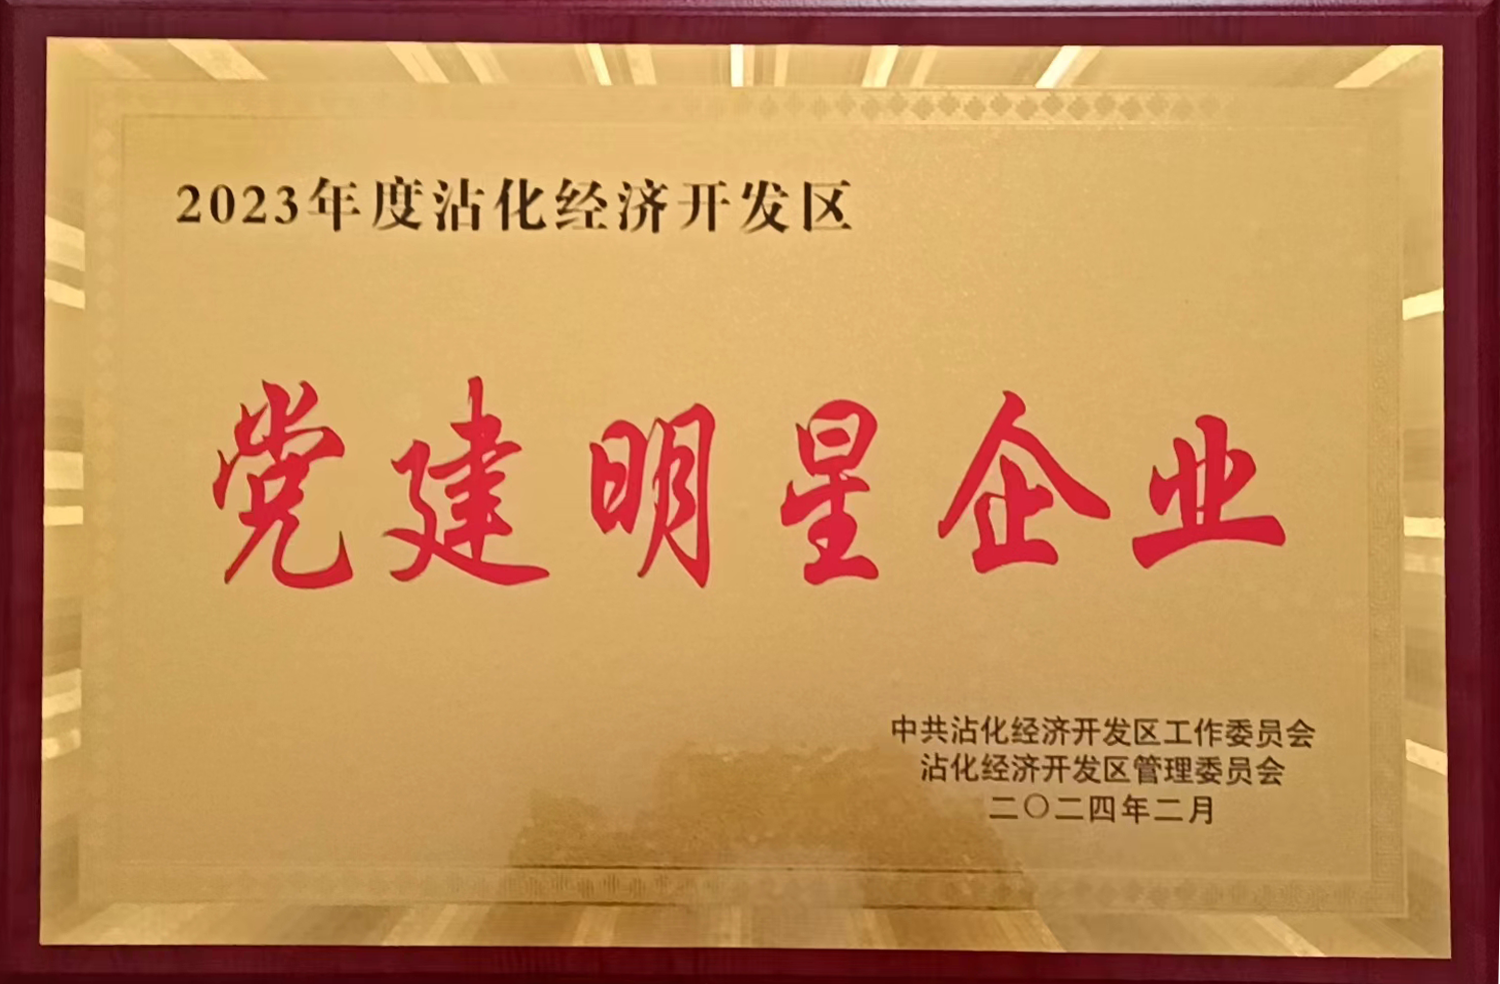 2023年度沾化经济开发区
党建明星企业
中共沾化经济开发区工作委员会
沾化经济开发区管理委员会
二〇二四年二月